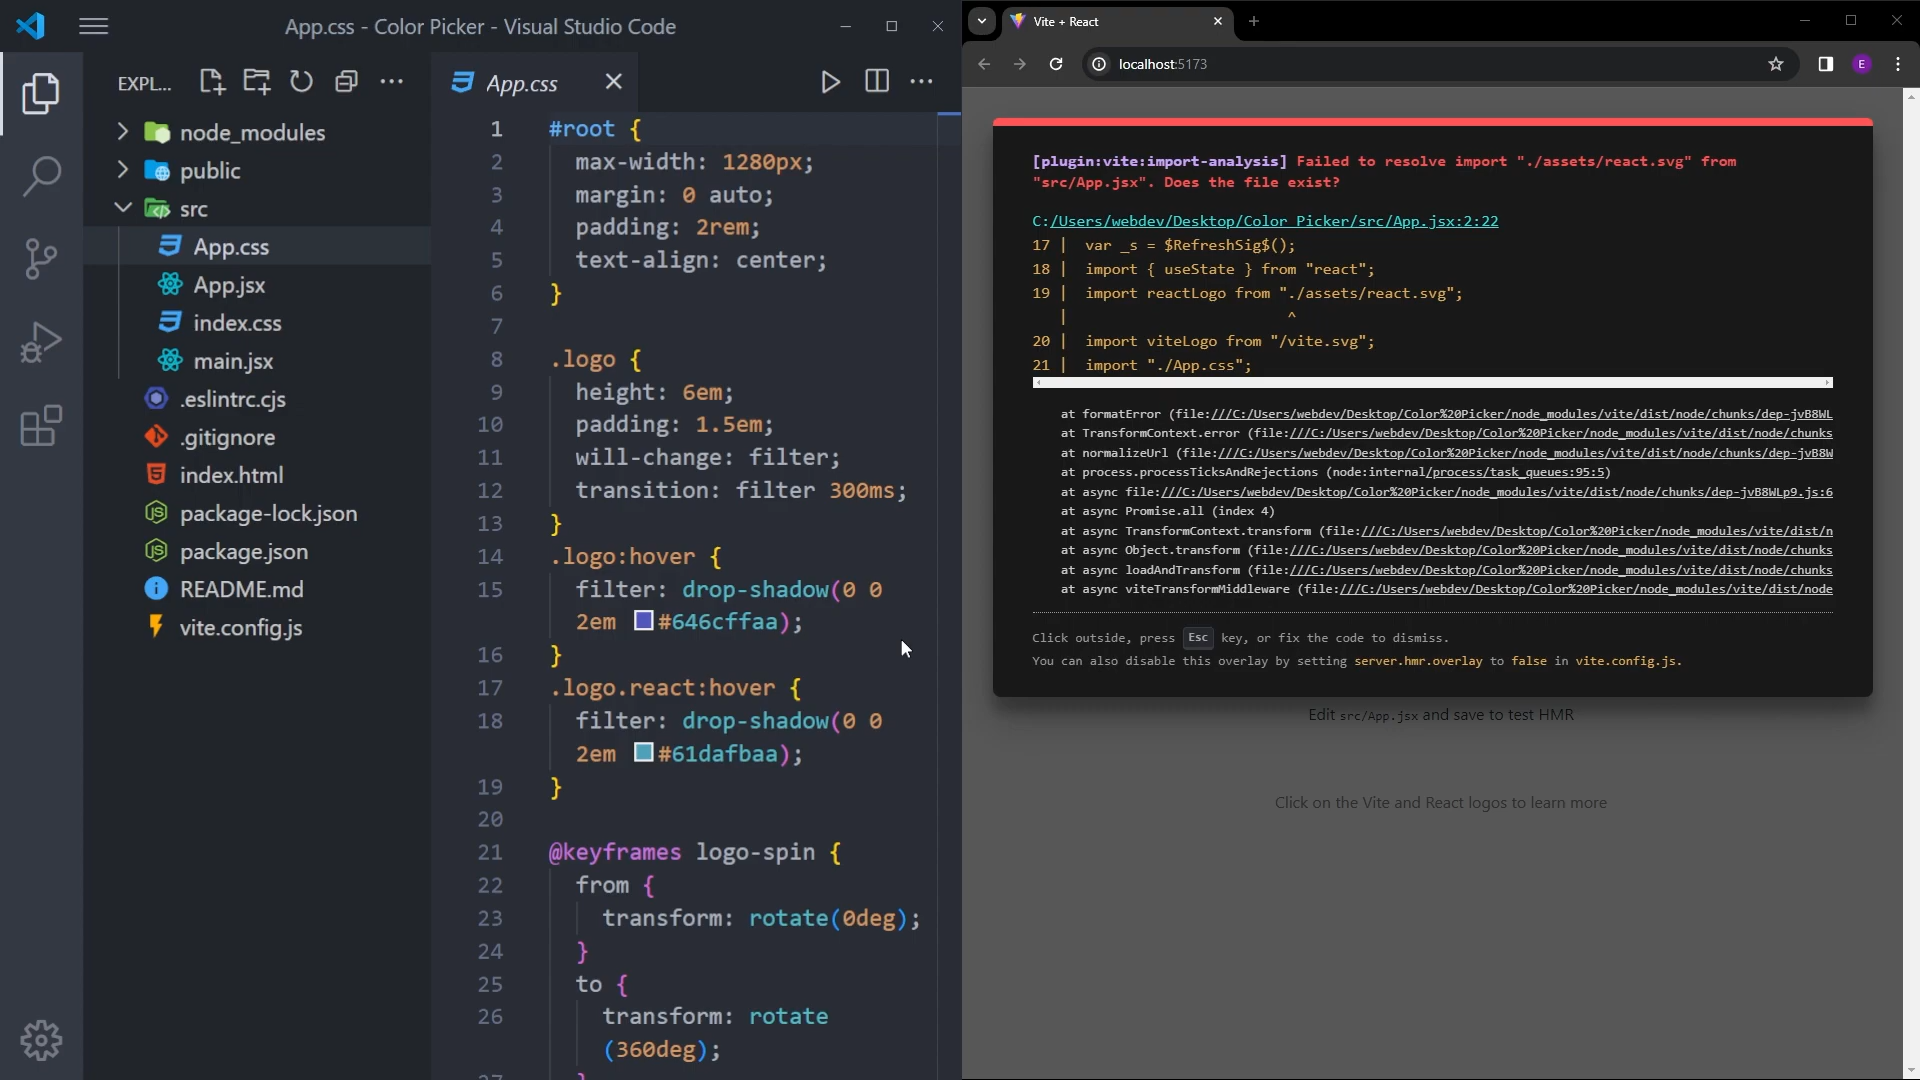 App.css - Color Picker - Visual Studio Code
EXPL...
node_modules
public
src
App.css
App.jsx
index.css
main.jsx
.eslintrc.cjs
.gitignore
index.html
package-lock.json
package.json
README.md
vite.config.js
App.css
1 #root {
2 max-width: 1280px;
3 margin: 0 auto;
4 padding: 2rem;
5 text-align: center;
6 }
7
8 .logo {
9 height: 6em;
10 padding: 1.5em;
11 will-change: filter;
12 transition: filter 300ms;
13 }
14 .logo:hover {
15 filter: drop-shadow(0 0
2em #646cffaa);
16 }
17 .logo.react:hover {
18 filter: drop-shadow(0 0
2em #61dafbaa);
19 }
20
21 @keyframes logo-spin {
22 from {
23 transform: rotate(0deg);
24 }
25 to {
26 transform: rotate
(360deg);
Vite + React
localhost:5173
E
[plugin:vite:import-analysis] Failed to resolve import "./assets/react.svg" from
"src/App.jsx". Does the file exist?
C:/Users/webdev/Desktop/Color Picker/src/App.jsx:2:22
17 | var _s = $RefreshSig$();
18 | import { useState } from "react";
19 | import reactLogo from "./assets/react.svg";
| ^
20 | import viteLogo from "/vite.svg";
21 | import "./App.css";
at formatError (file:///C:/Users/webdev/Desktop/Color%20Picker/node_modules/vite/dist/node/chunks/dep-jvB8WL
at TransformContext.error (file:///C:/Users/webdev/Desktop/Color%20Picker/node_modules/vite/dist/node/chunks
at normalizeUrl (file:///C:/Users/webdev/Desktop/Color%20Picker/node_modules/vite/dist/node/chunks/dep-jvB8W
at process.processTicksAndRejections (node:internal/process/task_queues:95:5)
at async file:///C:/Users/webdev/Desktop/Color%20Picker/node_modules/vite/dist/node/chunks/dep-jvB8WLp9.js:6
at async Promise.all (index 4)
at async TransformContext.transform (file:///C:/Users/webdev/Desktop/Color%20Picker/node_modules/vite/dist/n
at async Object.transform (file:///C:/Users/webdev/Desktop/Color%20Picker/node_modules/vite/dist/node/chunks
at async loadAndTransform (file:///C:/Users/webdev/Desktop/Color%20Picker/node_modules/vite/dist/node/chunks
at async viteTransformMiddleware (file:///C:/Users/webdev/Desktop/Color%20Picker/node_modules/vite/dist/node
Click outside, press Esc key, or fix the code to dismiss.
You can also disable this overlay by setting server.hmr.overlay to false in vite.config.js.
Edit src/App.jsx and save to test HMR
Click on the Vite and React logos to learn more